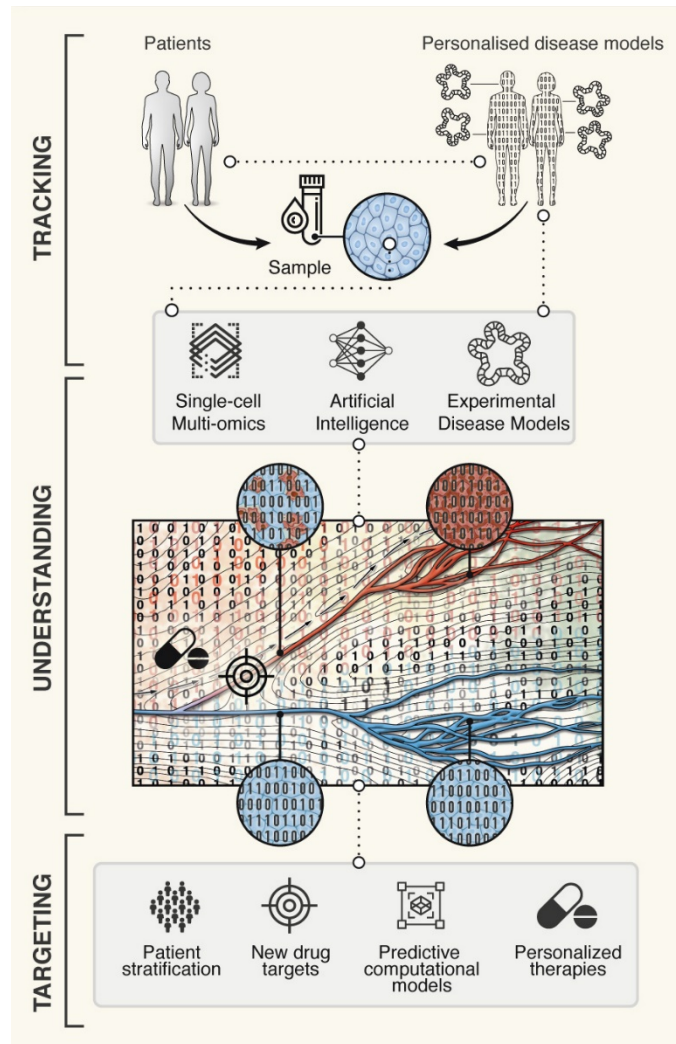 Patients
Personalised disease models
TRACKING
Sample
Single-cell
Multi-omics
Artificial
Intelligence
Experimental
Disease Models
UNDERSTANDING
TARGETING
Patient
stratification
New drug
targets
Predictive
computational
models
Personalized
therapies